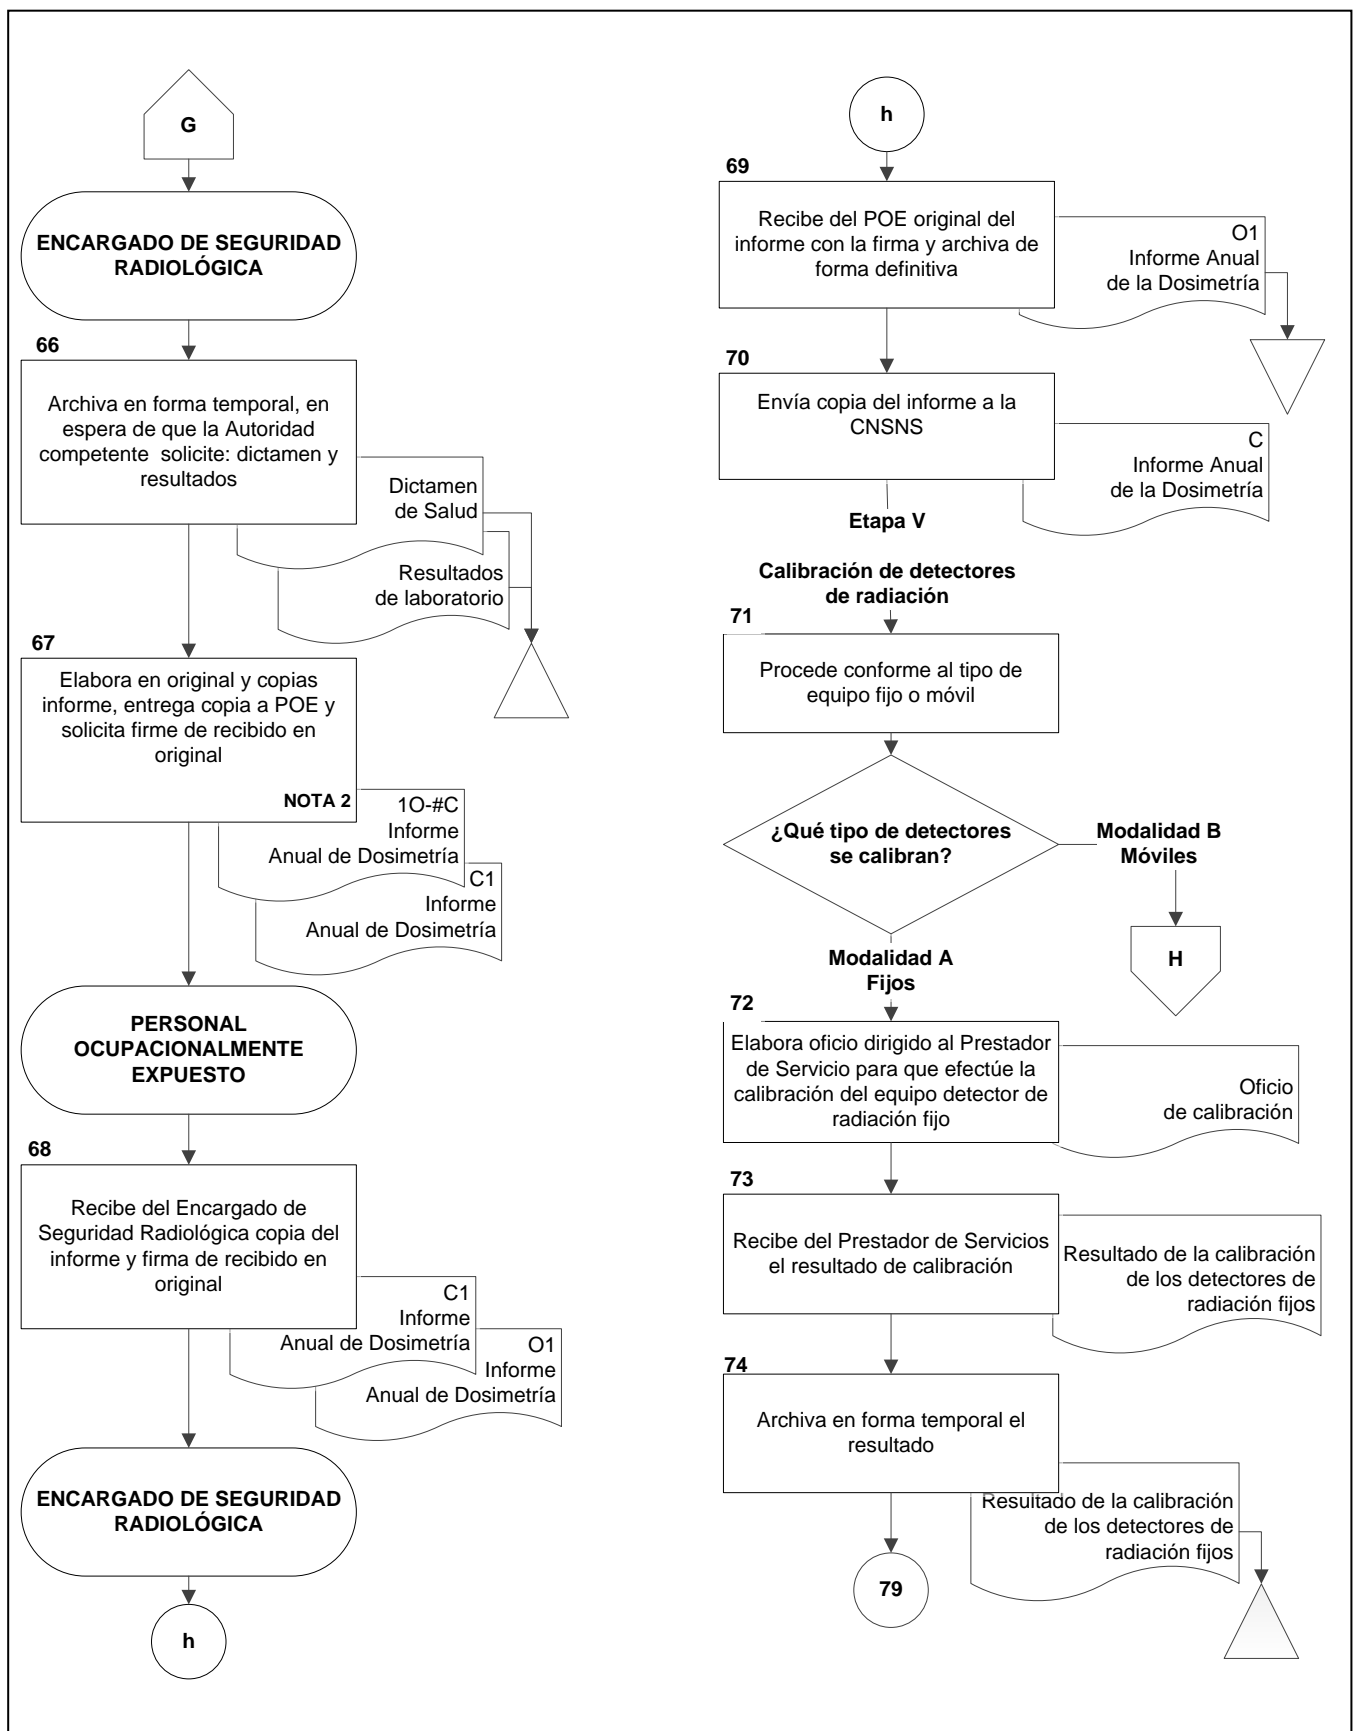 G
ENCARGADO DE SEGURIDAD
RADIOLÓGICA
66
Archiva en forma temporal, en
espera de que la Autoridad
competente solicite: dictamen y
resultados
Dictamen
de Salud
Resultados
de laboratorio
67
Elabora en original y copias
informe, entrega copia a POE y
solicita firme de recibido en
original
NOTA 2
1O-#C
Informe
Anual de Dosimetría
C1
Informe
Anual de Dosimetría
PERSONAL
OCUPACIONALMENTE
EXPUESTO
68
Recibe del Encargado de
Seguridad Radiológica copia del
informe y firma de recibido en
original
C1
Informe
Anual de Dosimetría
O1
Informe
Anual de Dosimetría
ENCARGADO DE SEGURIDAD
RADIOLÓGICA
h
h
69
Recibe del POE original del
informe con la firma y archiva de
forma definitiva
O1
Informe Anual
de la Dosimetría
70
Envía copia del informe a la
CNSNS
C
Informe Anual
de la Dosimetría
Etapa V
Calibración de detectores
de radiación
71
Procede conforme al tipo de
equipo fijo o móvil
¿Qué tipo de detectores
se calibran?
Modalidad B
Móviles
H
Modalidad A
Fijos
72
Elabora oficio dirigido al Prestador
de Servicio para que efectúe la
calibración del equipo detector de
radiación fijo
Oficio
de calibración
73
Recibe del Prestador de Servicios
el resultado de calibración
Resultado de la calibración
de los detectores de
radiación fijos
74
Archiva en forma temporal el
resultado
Resultado de la calibración
de los detectores de
radiación fijos
79